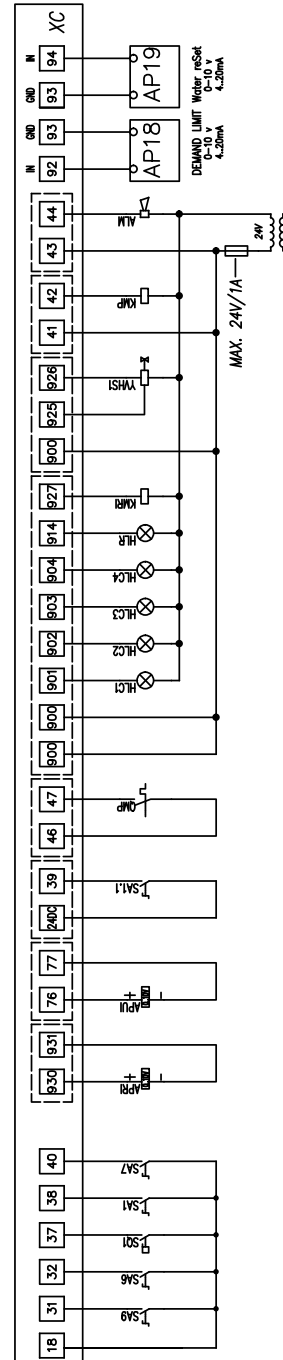 XC
IN
94
GND
93
GND
93
IN
92
44
43
42
41
926
925
900
927
914
904
903
902
901
900
900
47
46
39
24DC
77
76
931
930
40
38
37
32
31
18
AP19
Water reSet
0-10 v
4..20mA
AP18
DEMAND LIMIT
0-10 v
4..20mA
ALM
KMP
YVHS1
KMR1
HLR
HLC4
HLC3
HLC2
HLC1
QMP
SA1.1
APU1
+
-
APR1
+
-
SA7
SA1
SQ1
SA6
SA9
24V
MAX. 24V/1A